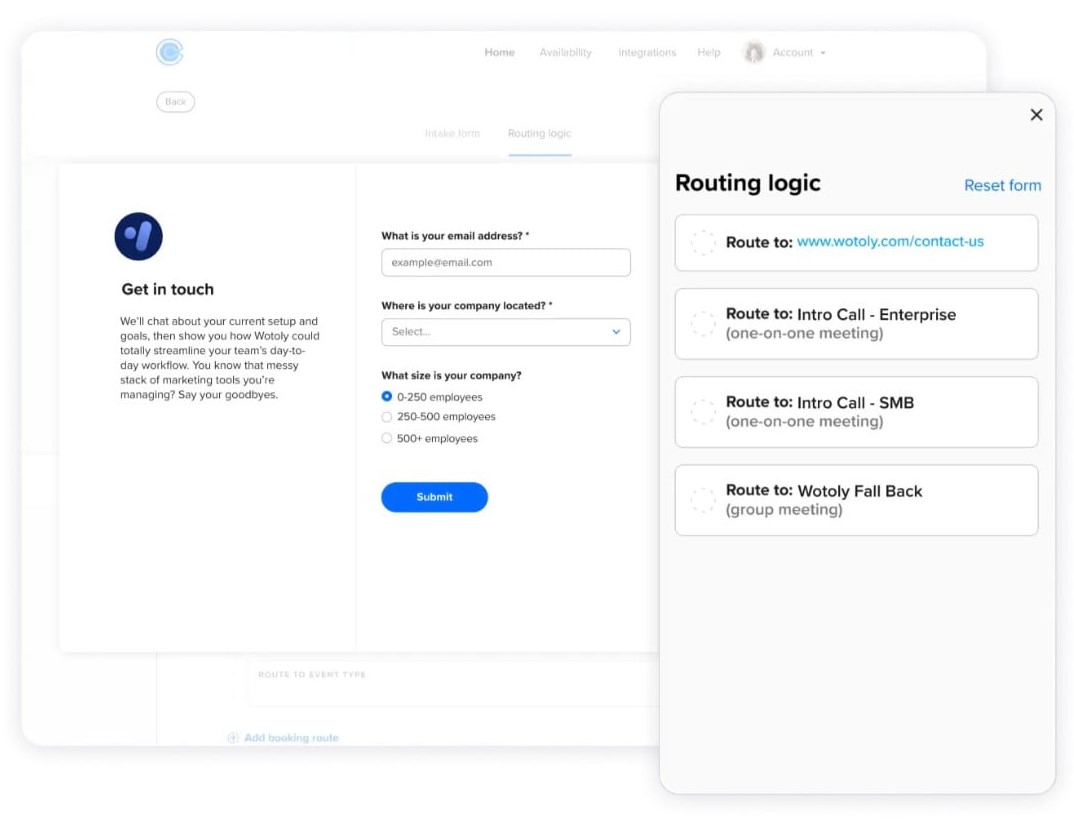 Home Availability Integrations Help Account
Back
Intake form Routing logic
Get in touch
We'll chat about your current setup and
goals, then show you how Wotoly could
totally streamline your team's day-to-
day workflow. You know that messy
stack of marketing tools you're
managing? Say your goodbyes.
What is your email address? *
example@email.com
Where is your company located? *
Select...
What size is your company?
0-250 employees
250-500 employees
500+ employees
Submit
ROUTE TO EVENT TYPE
Add booking route
Routing logic
Reset form
Route to: www.wotoly.com/contact-us
Route to: Intro Call - Enterprise
(one-on-one meeting)
Route to: Intro Call - SMB
(one-on-one meeting)
Route to: Wotoly Fall Back
(group meeting)